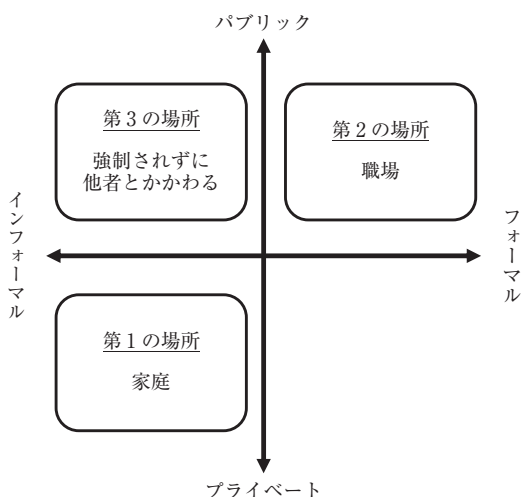 パブリック
第3の場所
強制されずに
他者とかかわる
第2の場所
職場
インフォーマル
フォーマル
第1の場所
家庭
プライベート